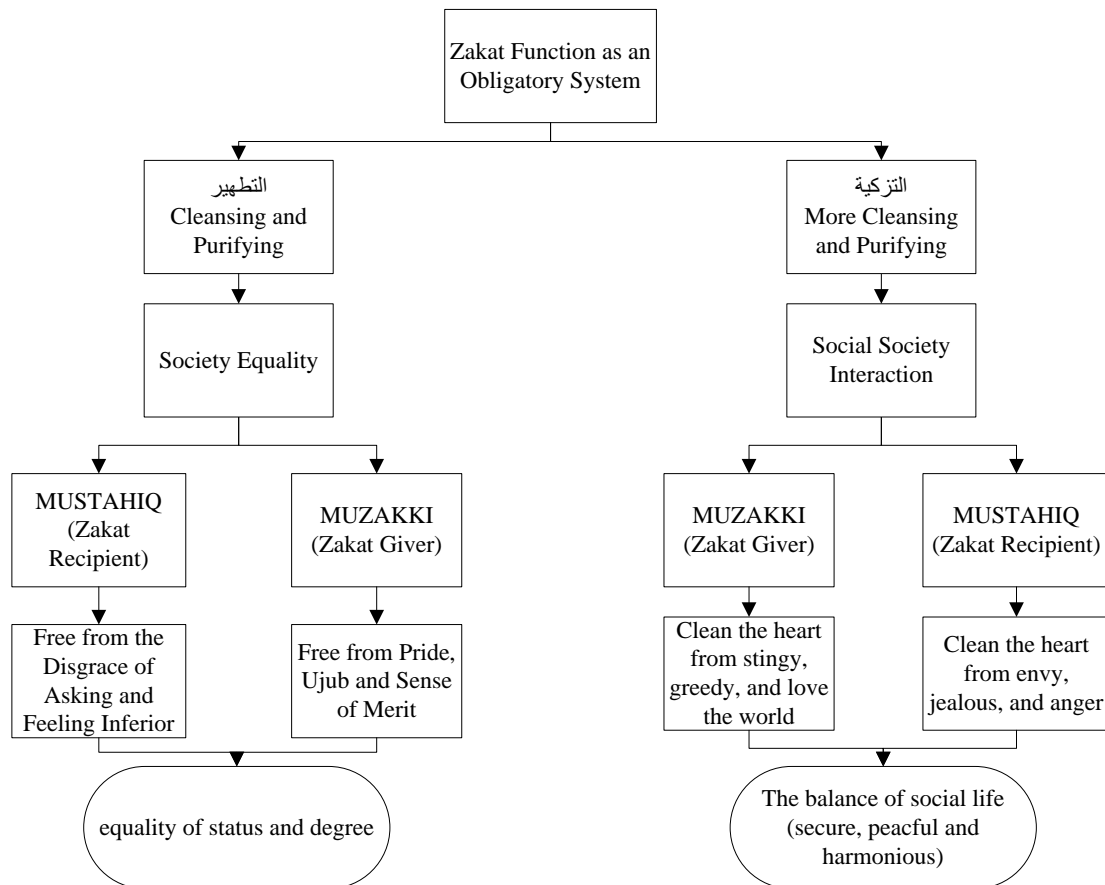 Zakat Function as an
Obligatory System
التطهير
Cleansing and
Purifying
التزكية
More Cleansing
and Purifying
Society Equality
Social Society
Interaction
MUSTAHIQ
(Zakat
Recipient)
MUZAKKI
(Zakat Giver)
MUZAKKI
(Zakat Giver)
MUSTAHIQ
(Zakat Recipient)
Free from the
Disgrace of
Asking and
Feeling Inferior
Free from Pride,
Ujub and Sense
of Merit
Clean the heart
from stingy,
greedy, and love
the world
Clean the heart
from envy,
jealous, and anger
equality of status and degree
The balance of social life
(secure, peacful and
harmonious)